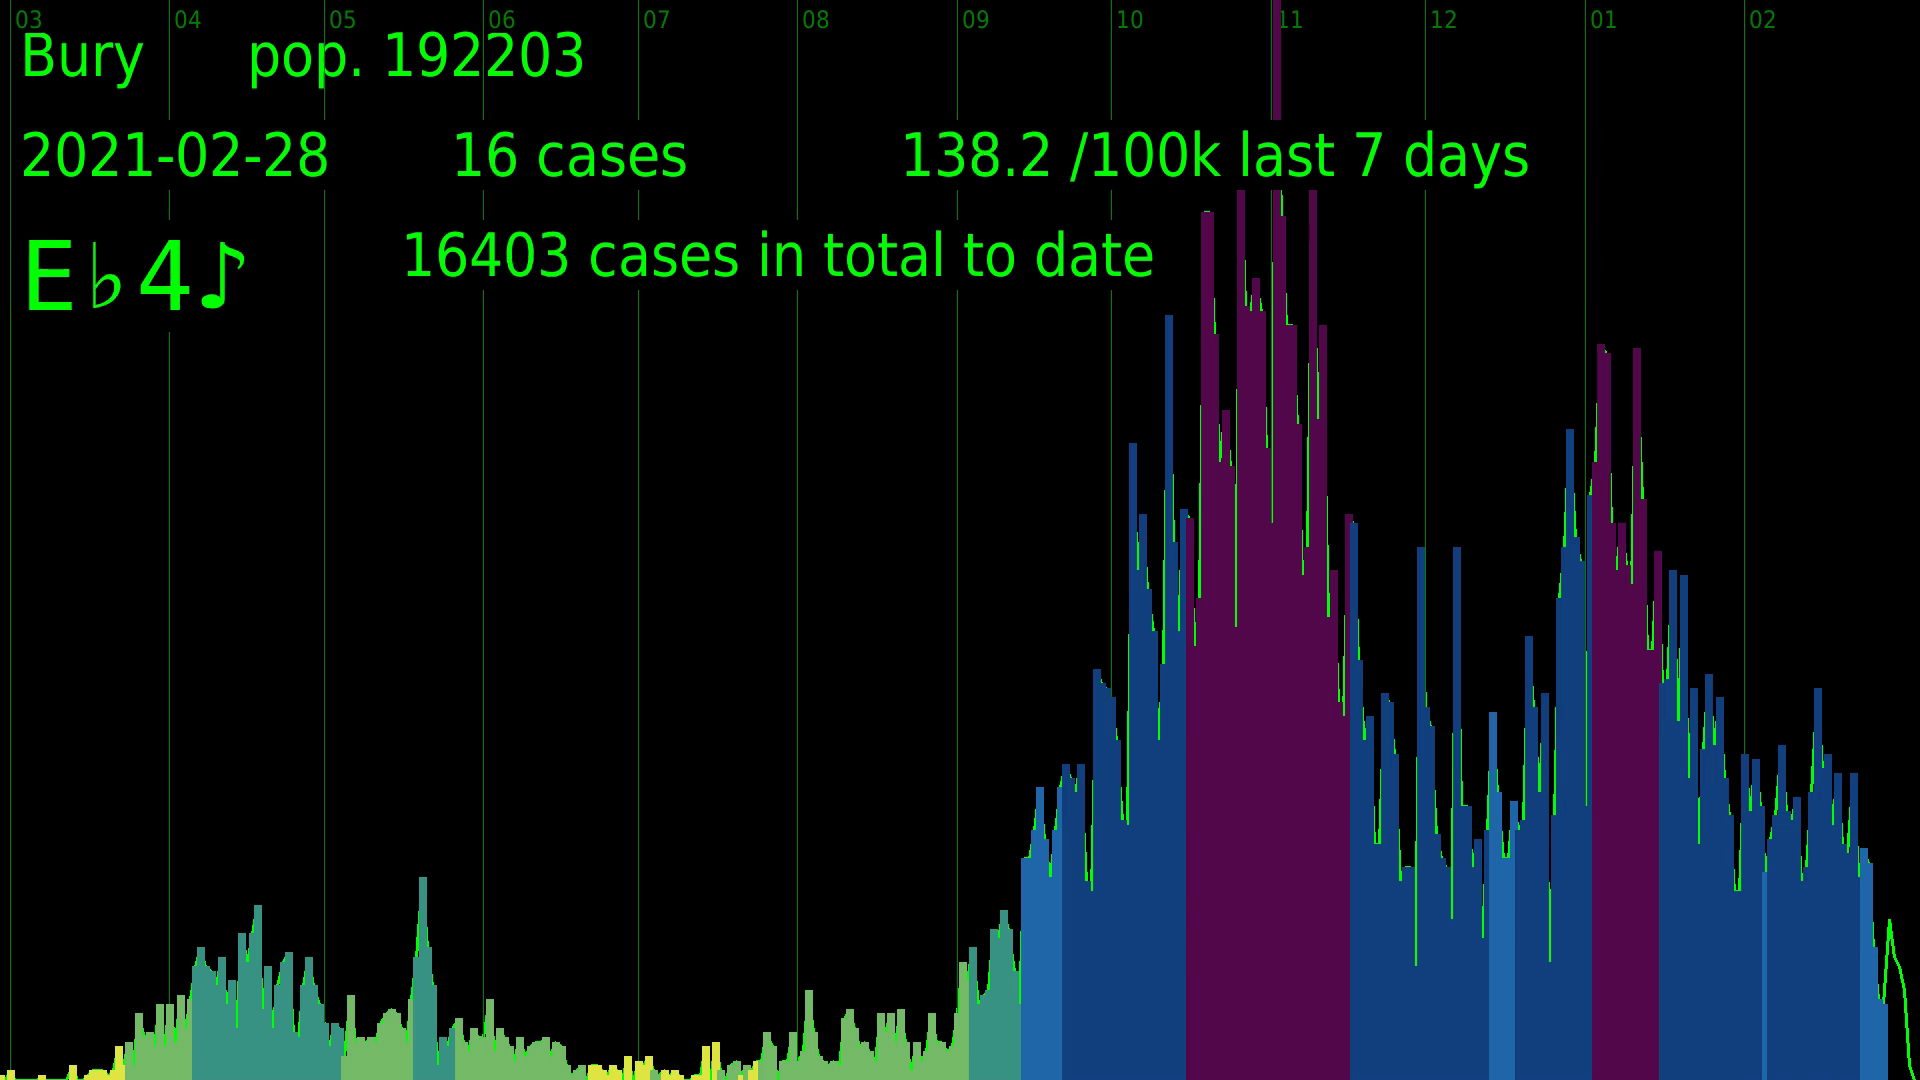 03 04 05 06 07 08 09 10 11 12 01 02
Bury pop. 192203
2021-02-28 16 cases 138.2 /100k last 7 days
E♭4♪ 16403 cases in total to date